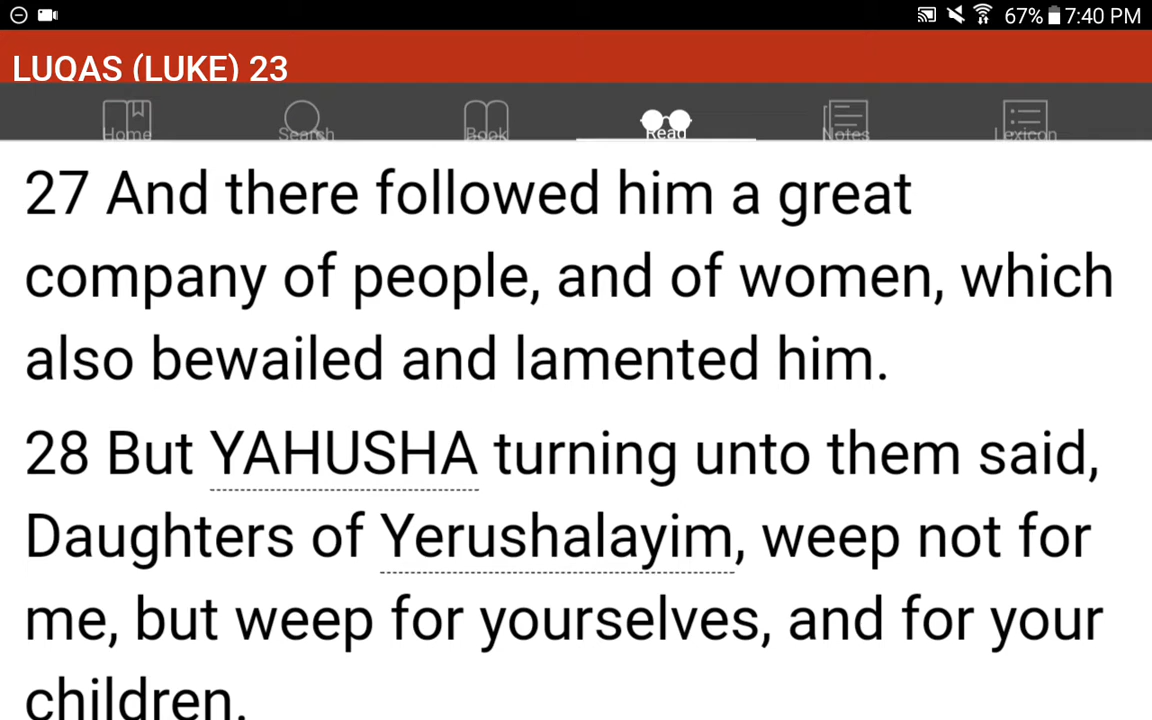 67% 7:40 PM
LUQAS (LUKE) 23
Home Search Book Read Notes Lexicon
27 And there followed him a great
company of people, and of women, which
also bewailed and lamented him.
28 But YAHUSHA turning unto them said,
Daughters of Yerushalayim, weep not for
me, but weep for yourselves, and for your
children.